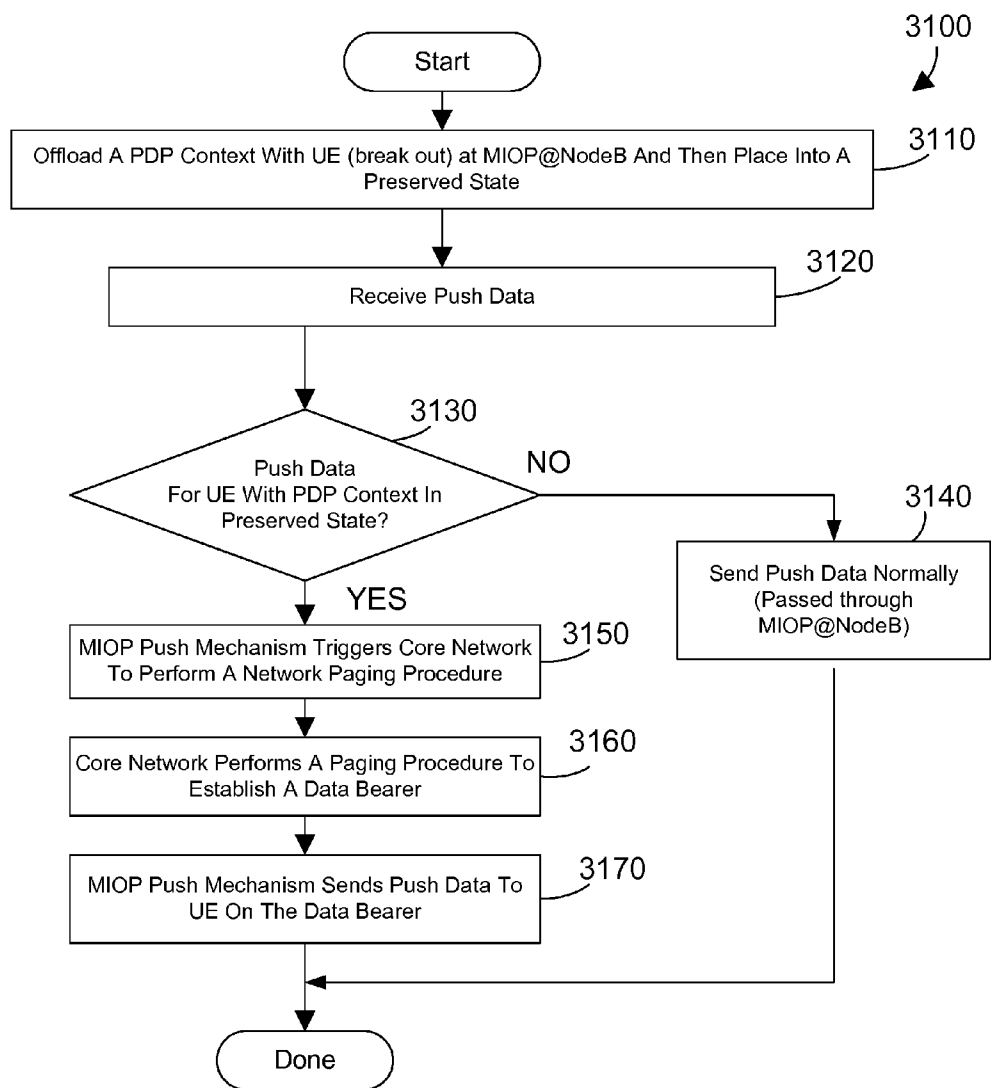 3100
Start
Offload A PDP Context With UE (break out) at MIOP@NodeB And Then Place Into A
Preserved State
3110
3120
Receive Push Data
3130
Push Data
For UE With PDP Context In
Preserved State?
NO
YES
3140
Send Push Data Normally
(Passed through
MIOP@NodeB)
MIOP Push Mechanism Triggers Core Network
To Perform A Network Paging Procedure
3150
Core Network Performs A Paging Procedure To
Establish A Data Bearer
3160
MIOP Push Mechanism Sends Push Data To
UE On The Data Bearer
3170
Done